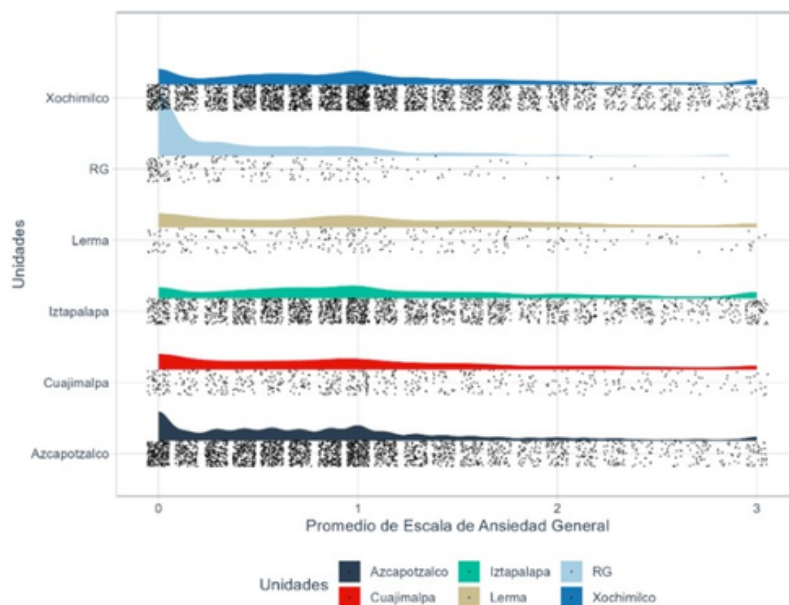 Unidades
Xochimilco
RG
Lerma
Iztapalapa
Cuajimalpa
Azcapotzalco
0 1 2 3
Promedio de Escala de Ansiedad General
Unidades
Azcapotzalco Iztapalapa RG
Cuajimalpa Lerma Xochimilco